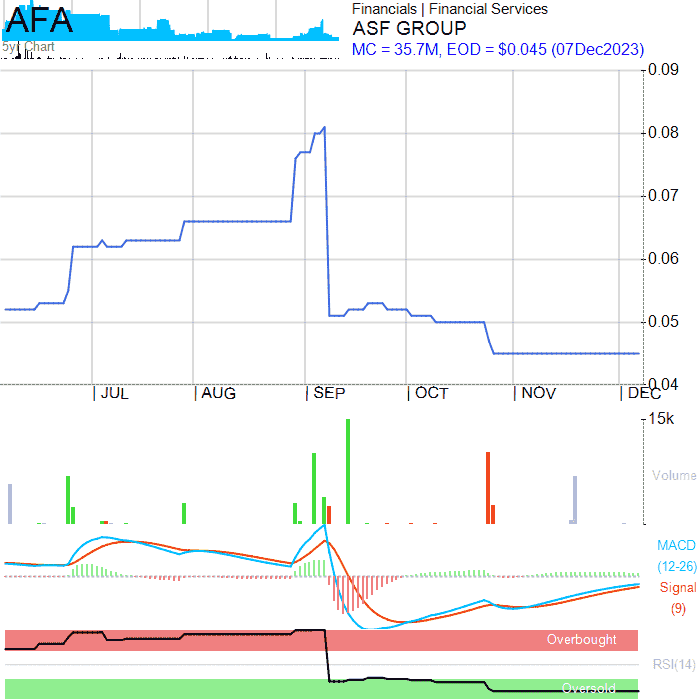 AFA
5yr Chart
Financials | Financial Services
ASF GROUP
MC = 35.7M, EOD = $0.045 (07Dec2023)
0.09
0.08
0.07
0.06
0.05
0.04
JUL AUG SEP OCT NOV DEC
15k
Volume
MACD
(12-26)
Signal
(9)
Overbought
RSI(14)
Oversold